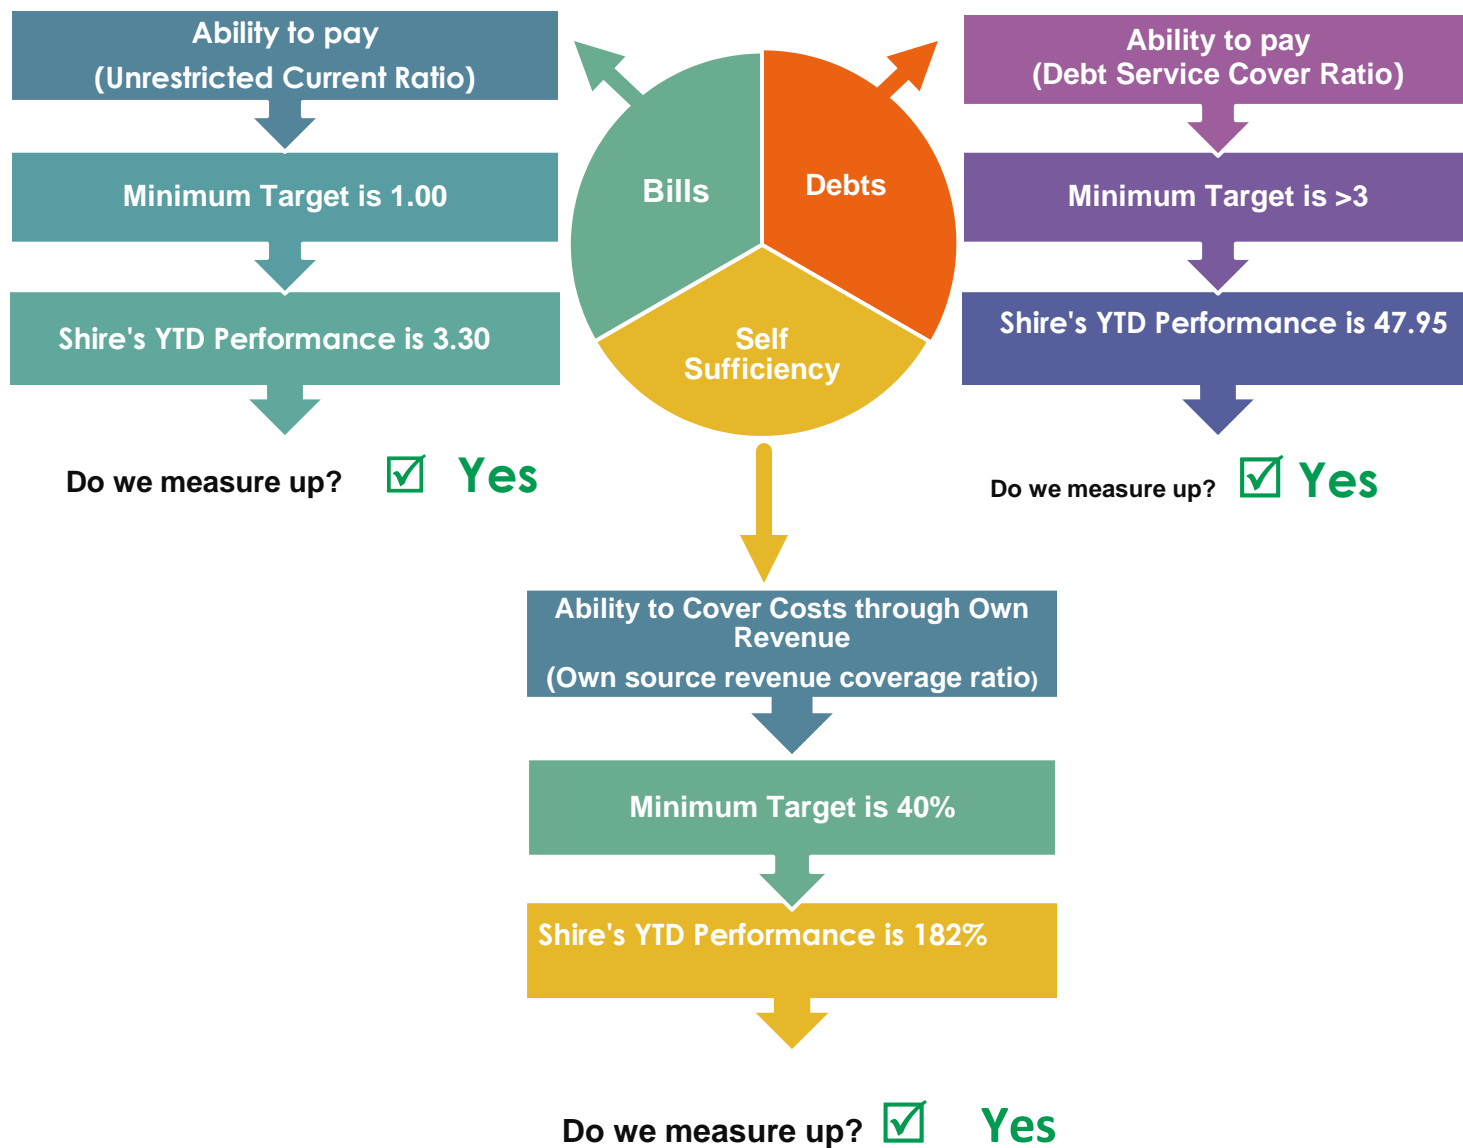 Ability to pay
(Unrestricted Current Ratio)
Minimum Target is 1.00
Shire's YTD Performance is 3.30
Do we measure up? ☑ Yes
Bills
Debts
Self
Sufficiency
Ability to pay
(Debt Service Cover Ratio)
Minimum Target is >3
Shire's YTD Performance is 47.95
Do we measure up? ☑ Yes
Ability to Cover Costs through Own
Revenue
(Own source revenue coverage ratio)
Minimum Target is 40%
Shire's YTD Performance is 182%
Do we measure up? ☑ Yes